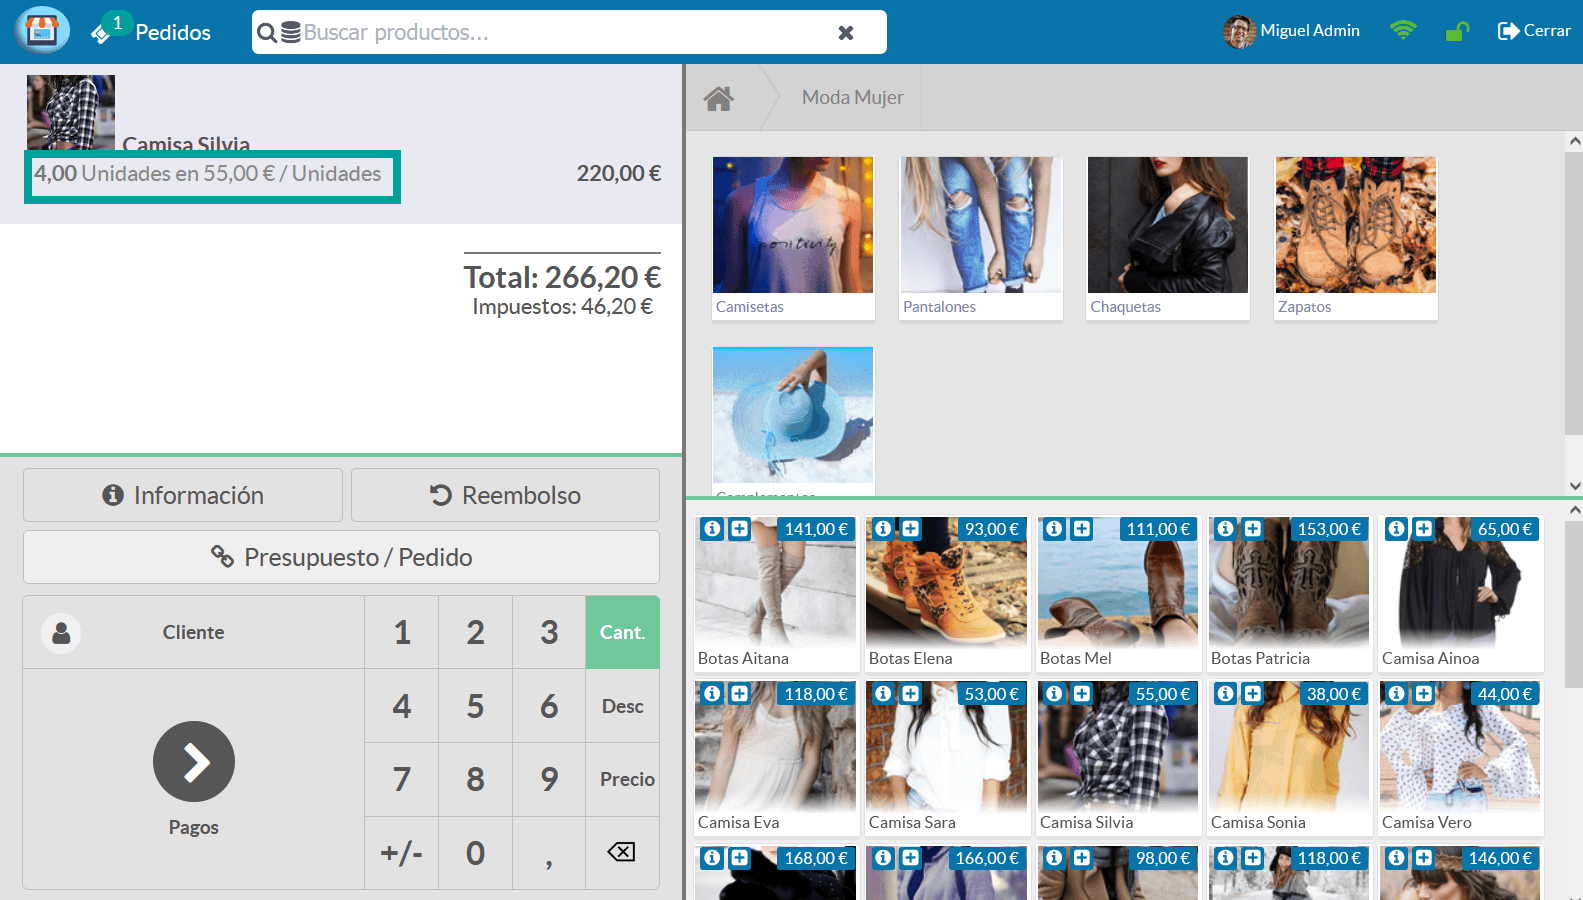 1
Pedidos
Buscar productos...
Miguel Admin
Cerrar
Camisa Silvia
4,00 Unidades en 55,00 € / Unidades
220,00 €
Total: 266,20 €
Impuestos: 46,20 €
Información
Reembolso
Presupuesto / Pedido
Cliente
1
2
3
Cant.
4
5
6
Desc
7
8
9
Precio
Pagos
+/-
0
,
Moda Mujer
positivity
Camisetas
Pantalones
Chaquetas
Zapatos
Complementos
141,00 €
93,00 €
111,00 €
153,00 €
65,00 €
Botas Aitana
Botas Elena
Botas Mel
Botas Patricia
Camisa Ainoa
118,00 €
53,00 €
55,00 €
38,00 €
44,00 €
Camisa Eva
Camisa Sara
Camisa Silvia
Camisa Sonia
Camisa Vero
168,00 €
166,00 €
98,00 €
118,00 €
146,00 €